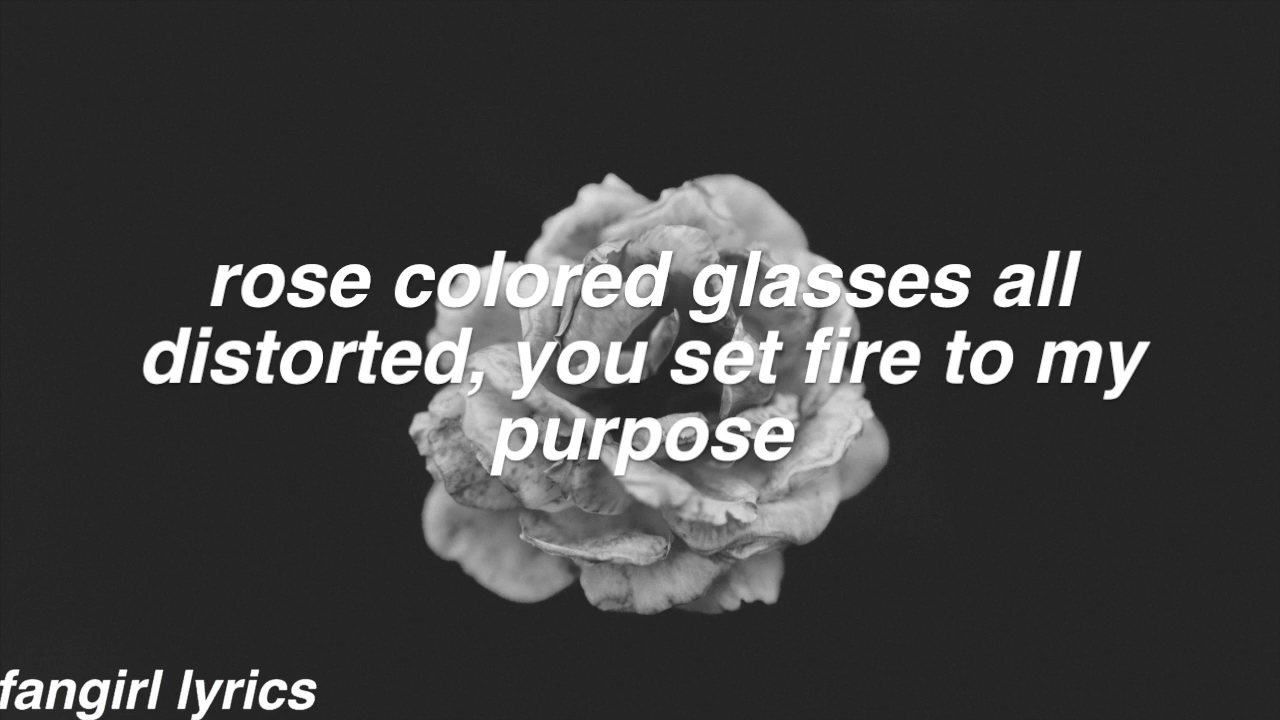 rose colored glasses all
distorted, you set fire to my
purpose
fangirl lyrics